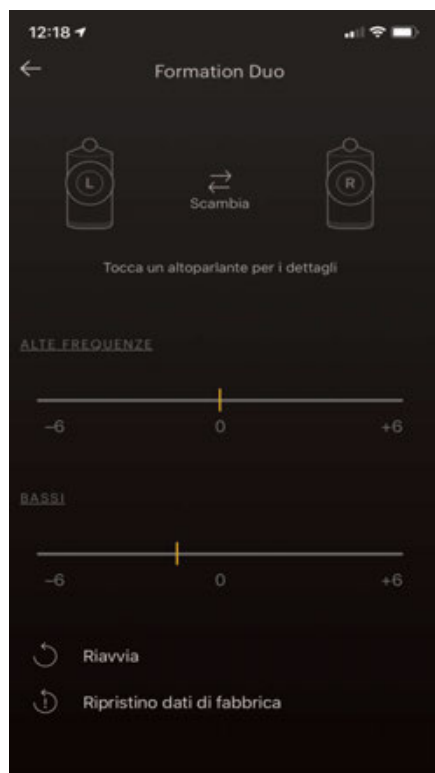 12:18
Formation Duo
L
R
Scambia
Tocca un altoparlante per i dettagli
ALTE FREQUENZE
-6 0 +6
BASSI
-6 0 +6
Riavvia
Ripristino dati di fabbrica